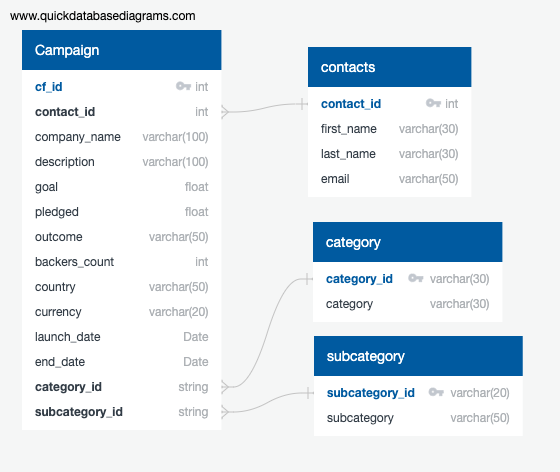 www.quickdatabasediagrams.com
Campaign
cf_id int
contact_id int
company_name varchar(100)
description varchar(100)
goal float
pledged float
outcome varchar(50)
backers_count int
country varchar(50)
currency varchar(20)
launch_date Date
end_date Date
category_id string
subcategory_id string
contacts
contact_id int
first_name varchar(30)
last_name varchar(30)
email varchar(50)
category
category_id varchar(30)
category varchar(30)
subcategory
subcategory_id varchar(20)
subcategory varchar(50)